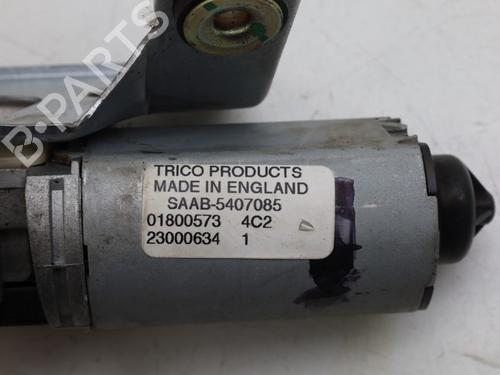 B-PARTS
TRICO PRODUCTS
MADE IN ENGLAND
SAAB-5407085
01800573 4C2
23000634 1